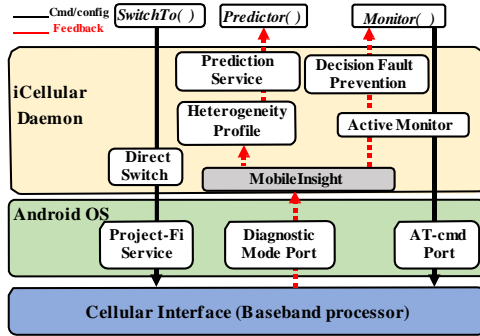 Cmd/config
Feedback
SwitchTo( )
Predictor( )
Monitor( )
iCellular
Daemon
Prediction
Service
Decision Fault
Prevention
Heterogeneity
Profile
Active Monitor
Direct
Switch
MobileInsight
Android OS
Project-Fi
Service
Diagnostic
Mode Port
AT-cmd
Port
Cellular Interface (Baseband processor)